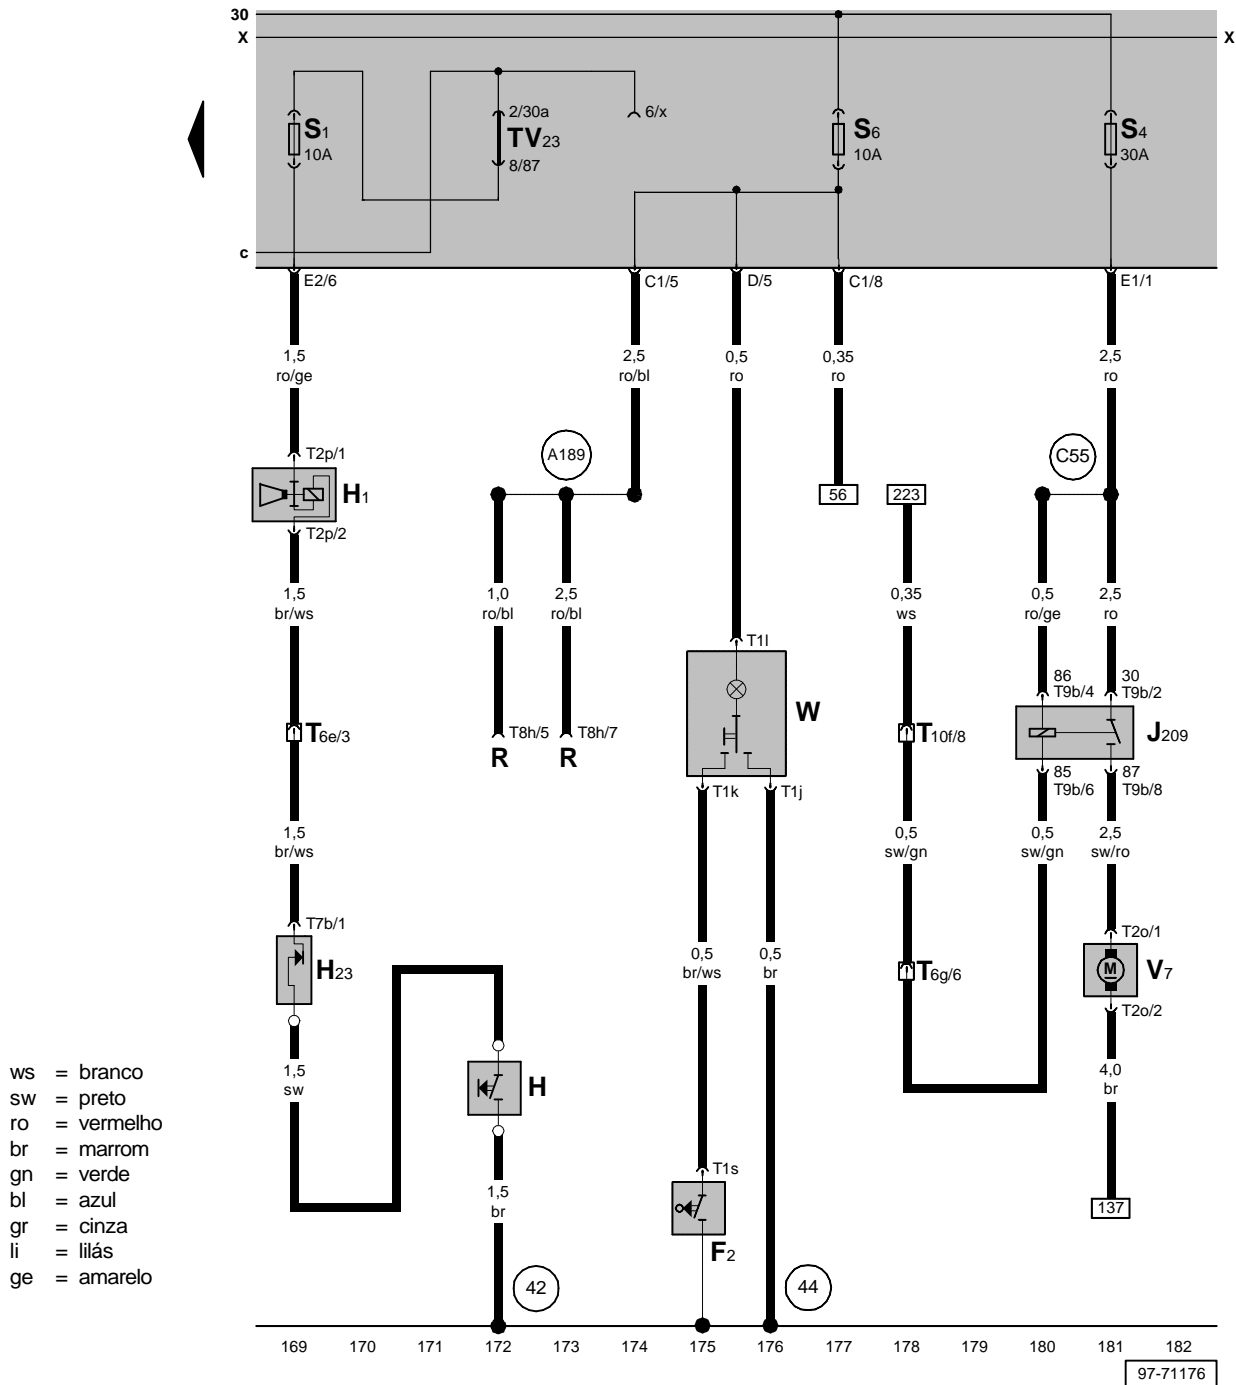 30
X X
2/30a 6/x
S1 TV23 S6 S4
10A 10A 30A
8/87
c
E2/6 C1/5 D/5 C1/8 E1/1
1,5 2,5 0,5 0,35 2,5
ro/ge ro/bl ro ro ro
T2p/1 A189 C55
H1 56 223
T2p/2
1,5 1,0 2,5 0,35 0,5 2,5
br/ws ro/bl ro/bl ws ro/ge ro
T1l
86 30
T9b/4 T9b/2
W
T6e/3 T8h/5 T8h/7 T10f/8 J209
R R
85 87
T9b/6 T9b/8
T1k T1j
1,5 0,5 0,5 2,5
br/ws sw/gn sw/gn sw/ro
T7b/1 T2o/1
0,5 0,5
br/ws br
H23 T6g/6 M V7
T2o/2
1,5 4,0
sw br
H
T1s
1,5
br
137
F2
42 44
ws = branco
sw = preto
ro = vermelho
br = marrom
gn = verde
bl = azul
gr = cinza
li = lilás
ge = amarelo
169 170 171 172 173 174 175 176 177 178 179 180 181 182
97-71176